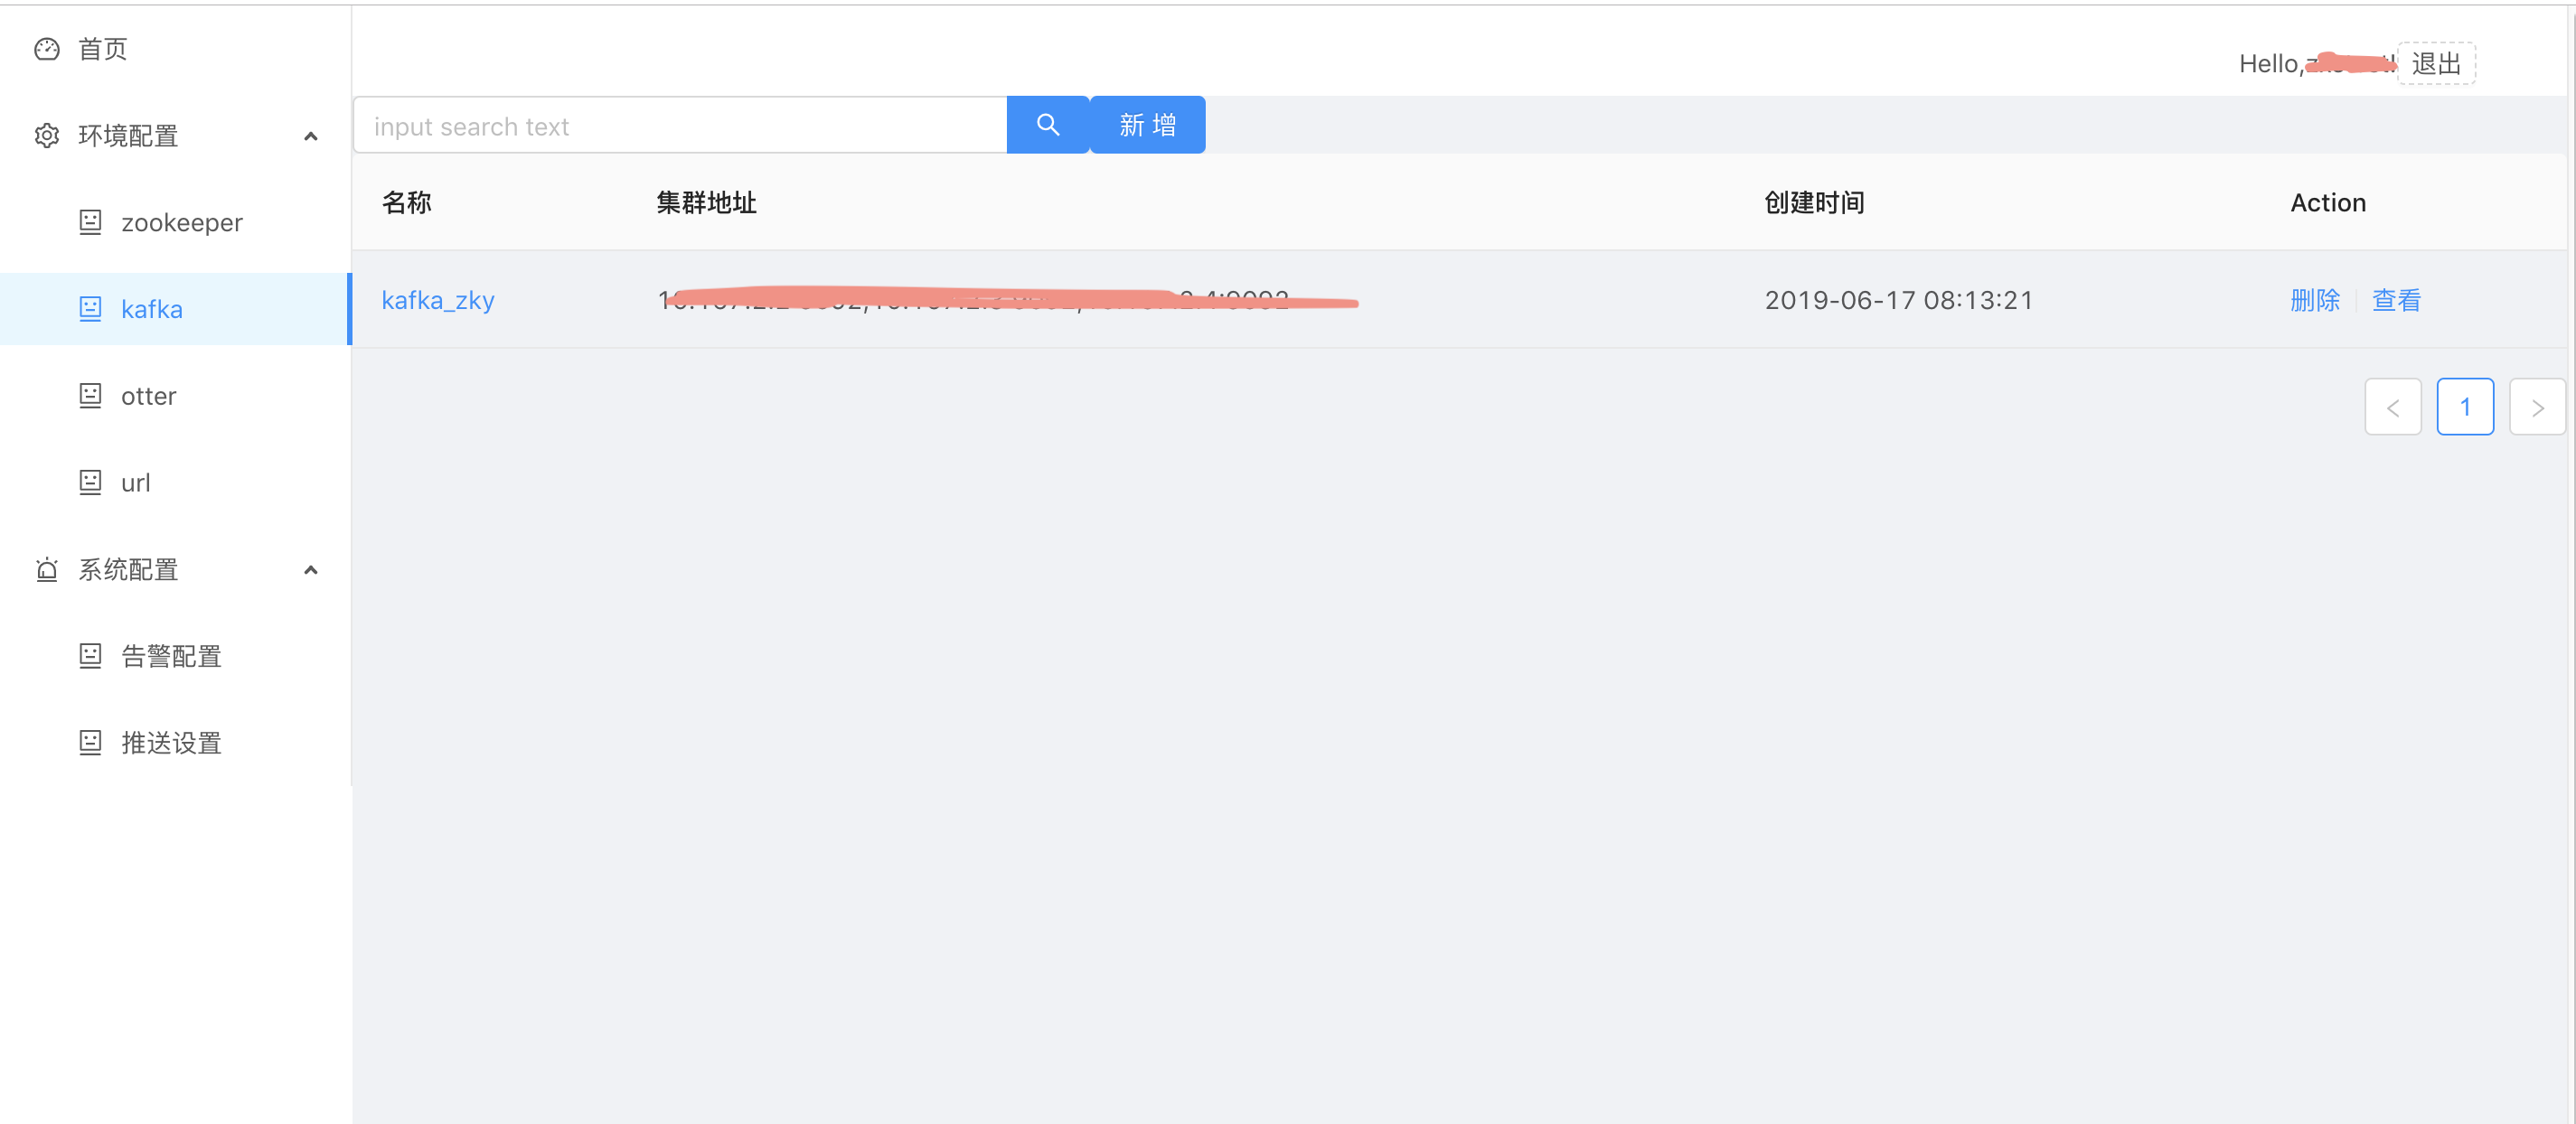 首页
Hello,
退出
环境配置
input search text
新 增
zookeeper
名称 集群地址 创建时间 Action
kafka
kafka_zky 2019-06-17 08:13:21 删除 查看
otter
1
url
系统配置
告警配置
推送设置